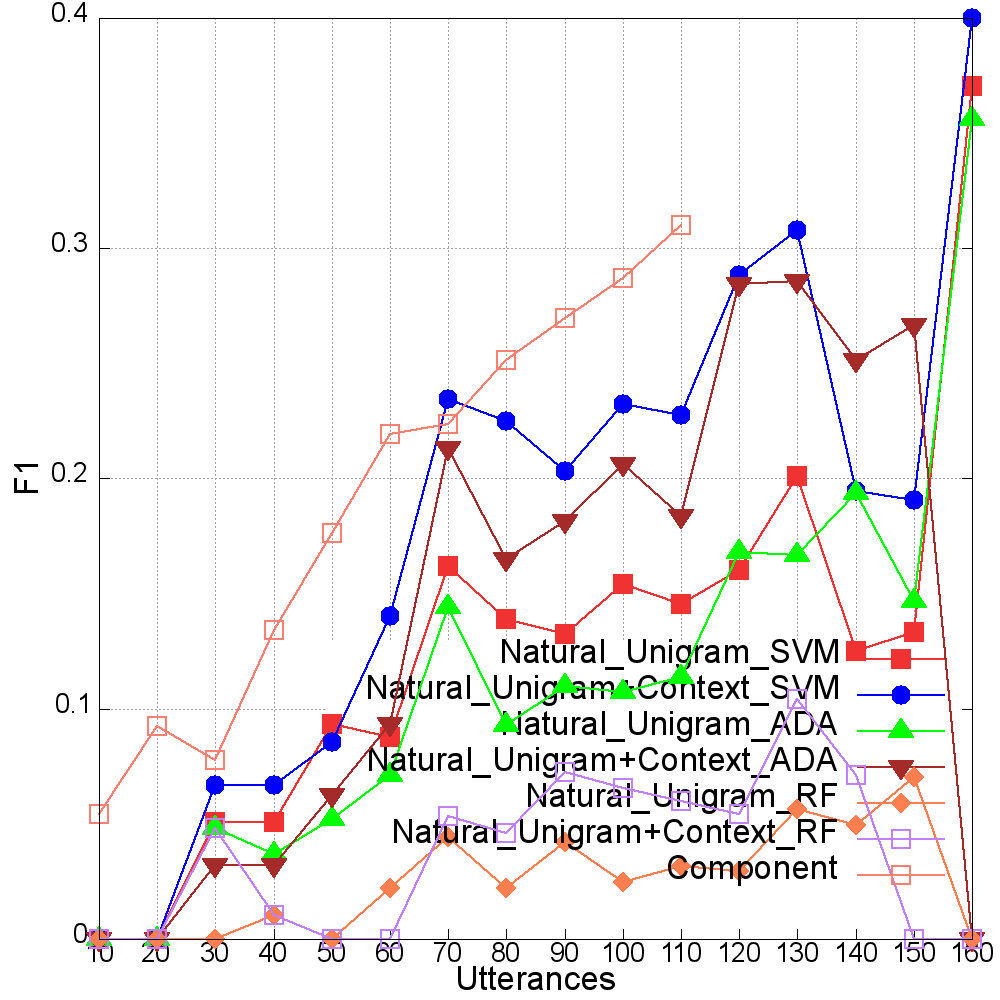 0.4
0.3
0.2
0.1
0
F1
Natural_Unigram_SVM
Natural_Unigram+Context_SVM
Natural_Unigram_ADA
Natural_Unigram+Context_ADA
Natural_Unigram_RF
Natural_Unigram+Context_RF
Component
10 20 30 40 50 60 70 80 90 100 110 120 130 140 150 160
Utterances